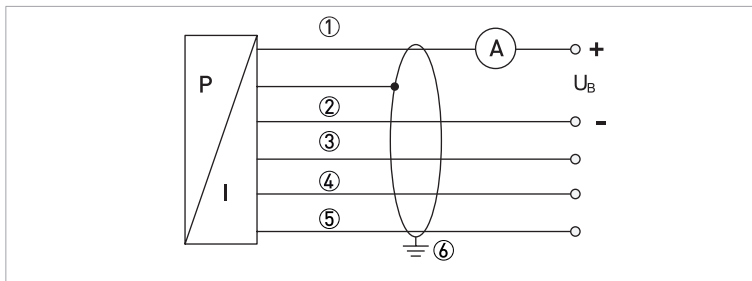 ①
A +
P
U_B
②
-
③
④
I
⑤
⑥